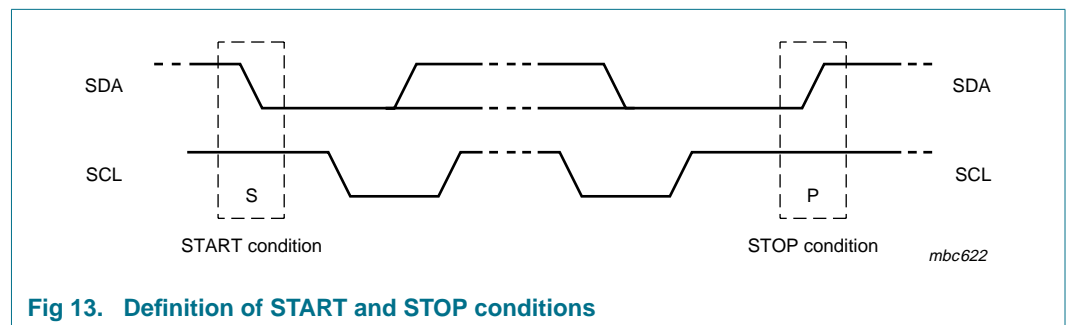 SDA SDA
SCL SCL
S P
START condition STOP condition
mbc622
Fig 13. Definition of START and STOP conditions